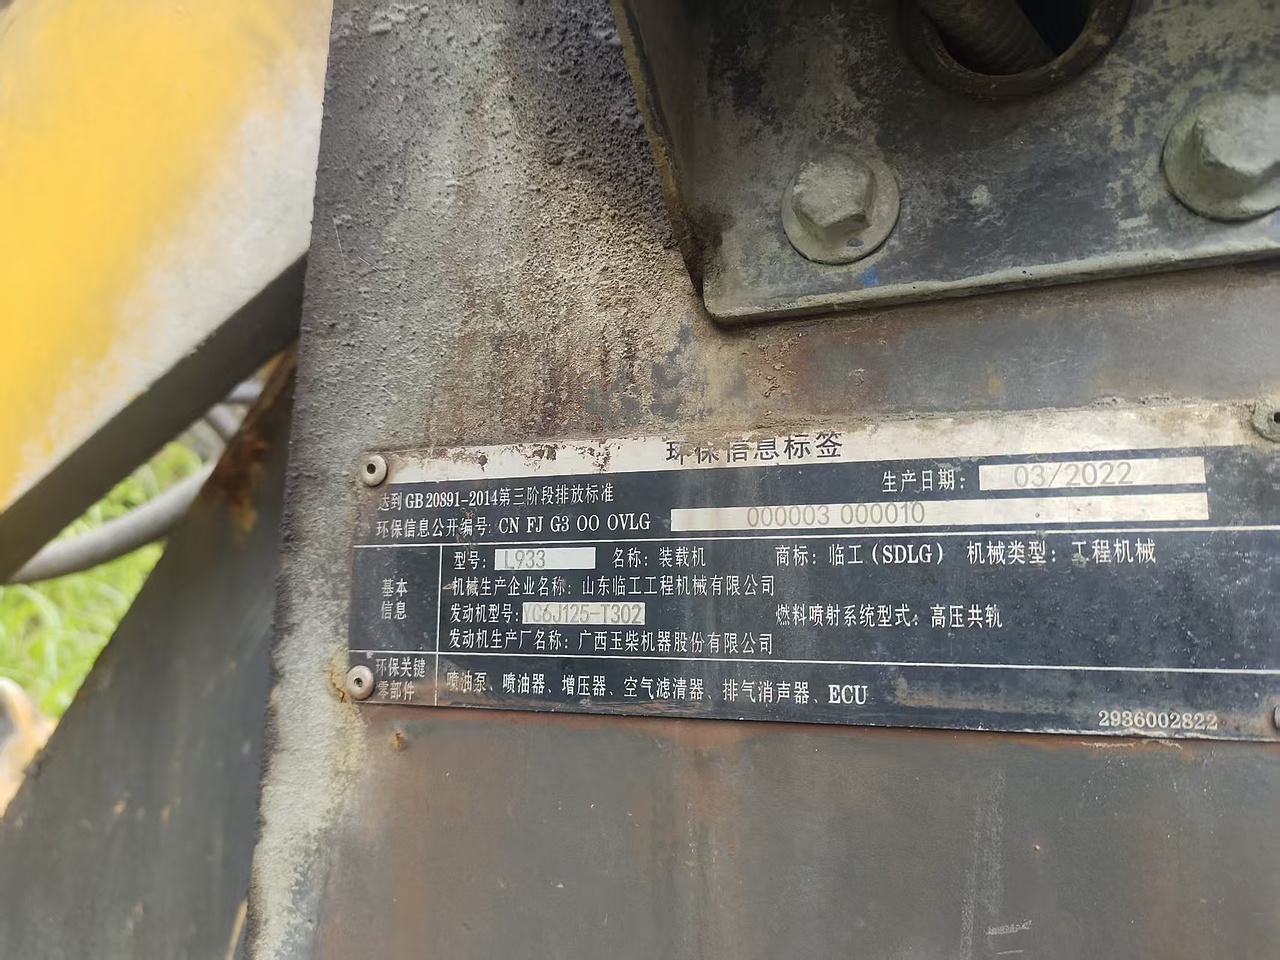 环保信息标签
达到GB 20891-2014第三阶段排放标准 生产日期: 03/2022
环保信息公开编号: CN FJ G3 00 0VLG 000003 000010
基本信息
型号: L933 名称: 装载机 商标: 临工(SDLG) 机械类型: 工程机械
机械生产企业名称: 山东临工工程机械有限公司
发动机型号: YC6J125-T302 燃料喷射系统型式: 高压共轨
发动机生产厂名称: 广西玉柴机器股份有限公司
环保关键零部件
喷油泵、喷油器、增压器、空气滤清器、排气消声器、ECU
2936002822